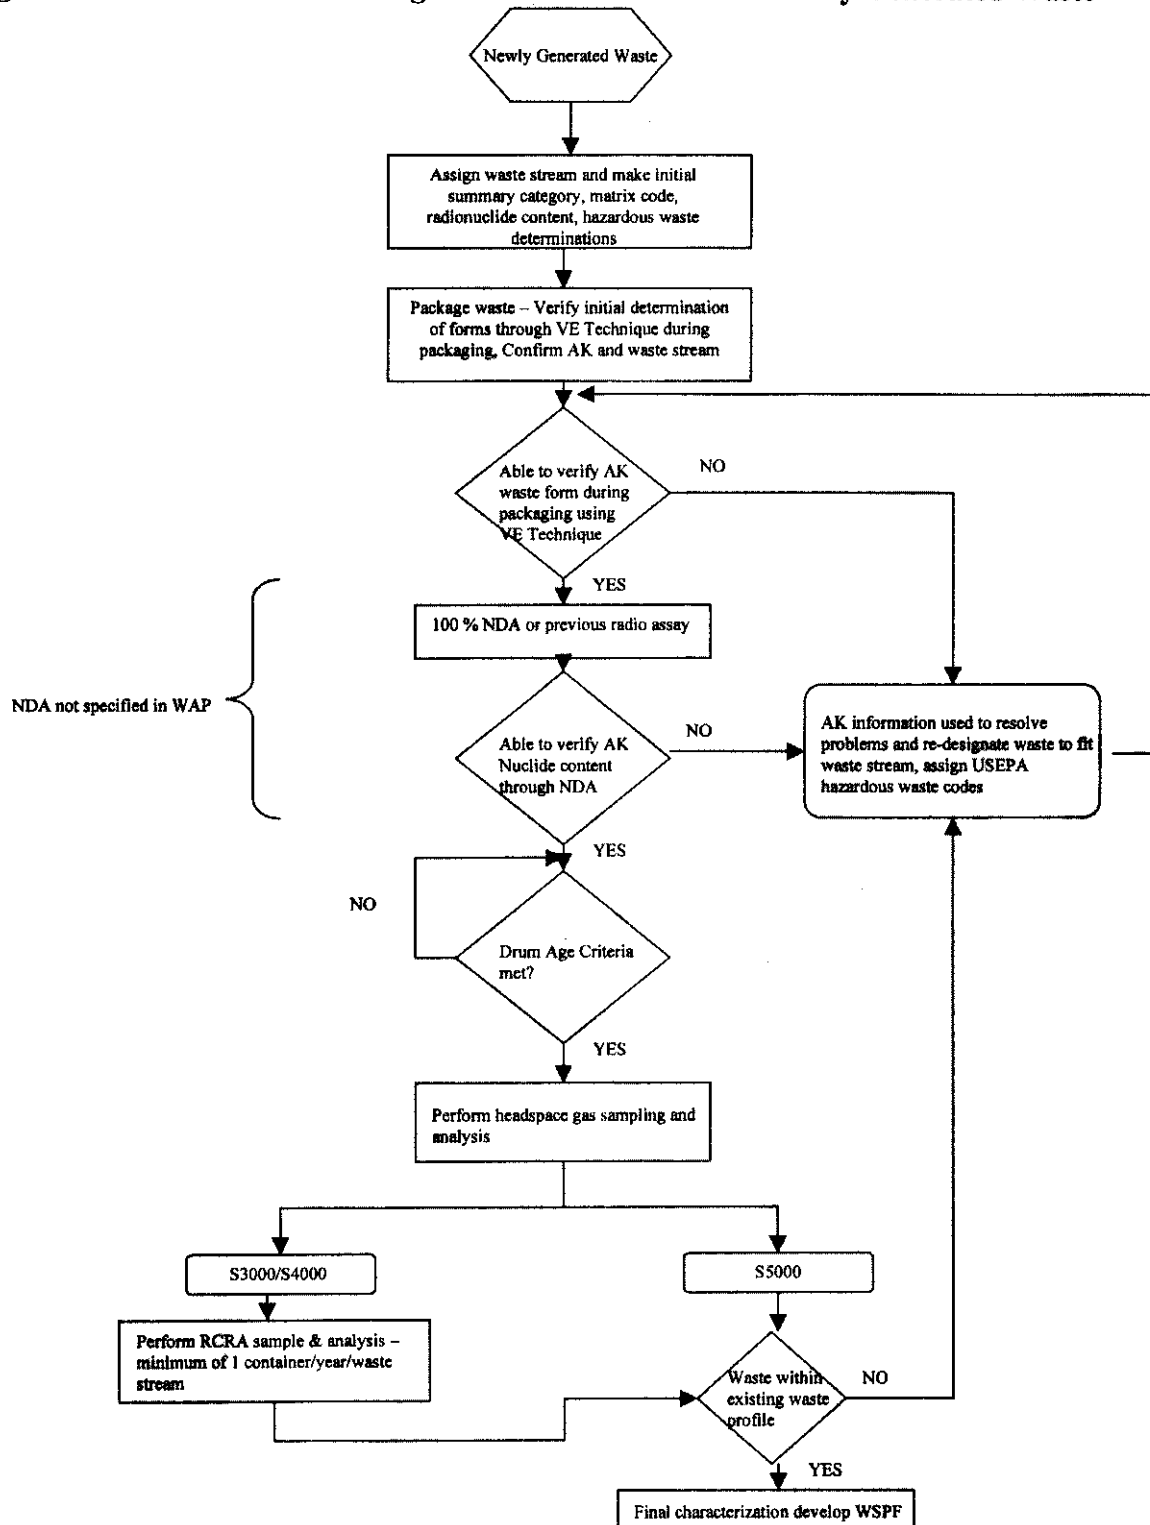 Newly Generated Waste
Assign waste stream and make initial
summary category, matrix code,
radionuclide content, hazardous waste
determinations
Package waste – Verify initial determination
of forms through VE Technique during
packaging, Confirm AK and waste stream
Able to verify AK
waste form during
packaging using
VE Technique
NO
YES
100 % NDA or previous radio assay
NDA not specified in WAP
Able to verify AK
Nuclide content
through NDA
NO
AK information used to resolve
problems and re-designate waste to fit
waste stream, assign USEPA
hazardous waste codes
YES
NO
Drum Age Criteria
met?
YES
Perform headspace gas sampling and
analysis
S3000/S4000
S5000
Perform RCRA sample & analysis –
minimum of 1 container/year/waste
stream
Waste within
existing waste
profile
NO
YES
Final characterization develop WSPF